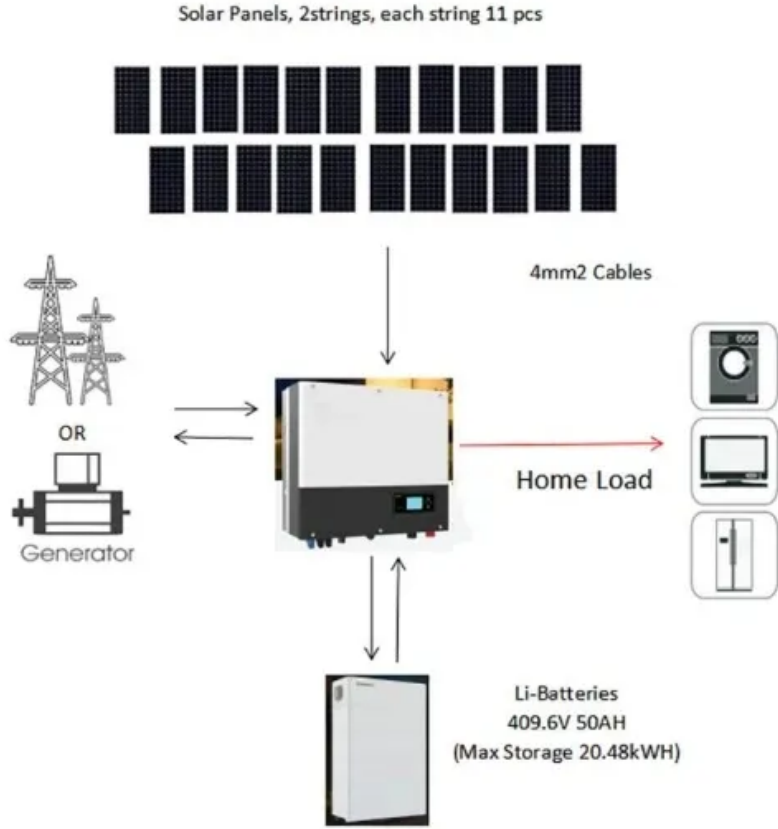 Solar Panels, 2strings, each string 11 pcs
4mm2 Cables
OR
Home Load
Generator
Li-Batteries
409.6V 50AH
(Max Storage 20.48kWH)